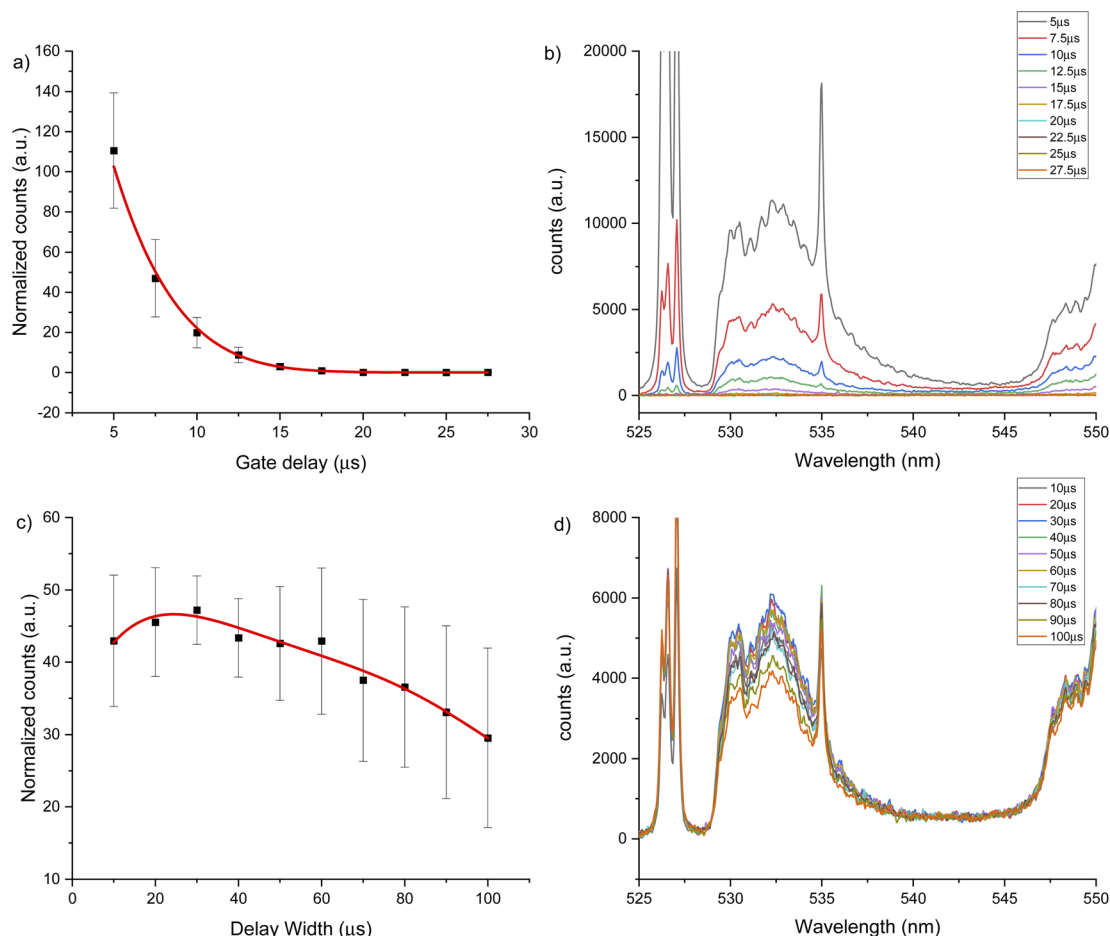 a)
Normalized counts (a.u.)
160
140
120
100
80
60
40
20
0
-20
5
10
15
20
25
30
Gate delay (μs)
b)
counts (a.u.)
20000
15000
10000
5000
0
525
530
535
540
545
550
Wavelength (nm)
5μs
7.5μs
10μs
12.5μs
15μs
17.5μs
20μs
22.5μs
25μs
27.5μs
c)
Normalized counts (a.u.)
60
50
40
30
20
10
0
20
40
60
80
100
Delay Width (μs)
d)
counts (a.u.)
8000
6000
4000
2000
0
525
530
535
540
545
550
Wavelength (nm)
10μs
20μs
30μs
40μs
50μs
60μs
70μs
80μs
90μs
100μs